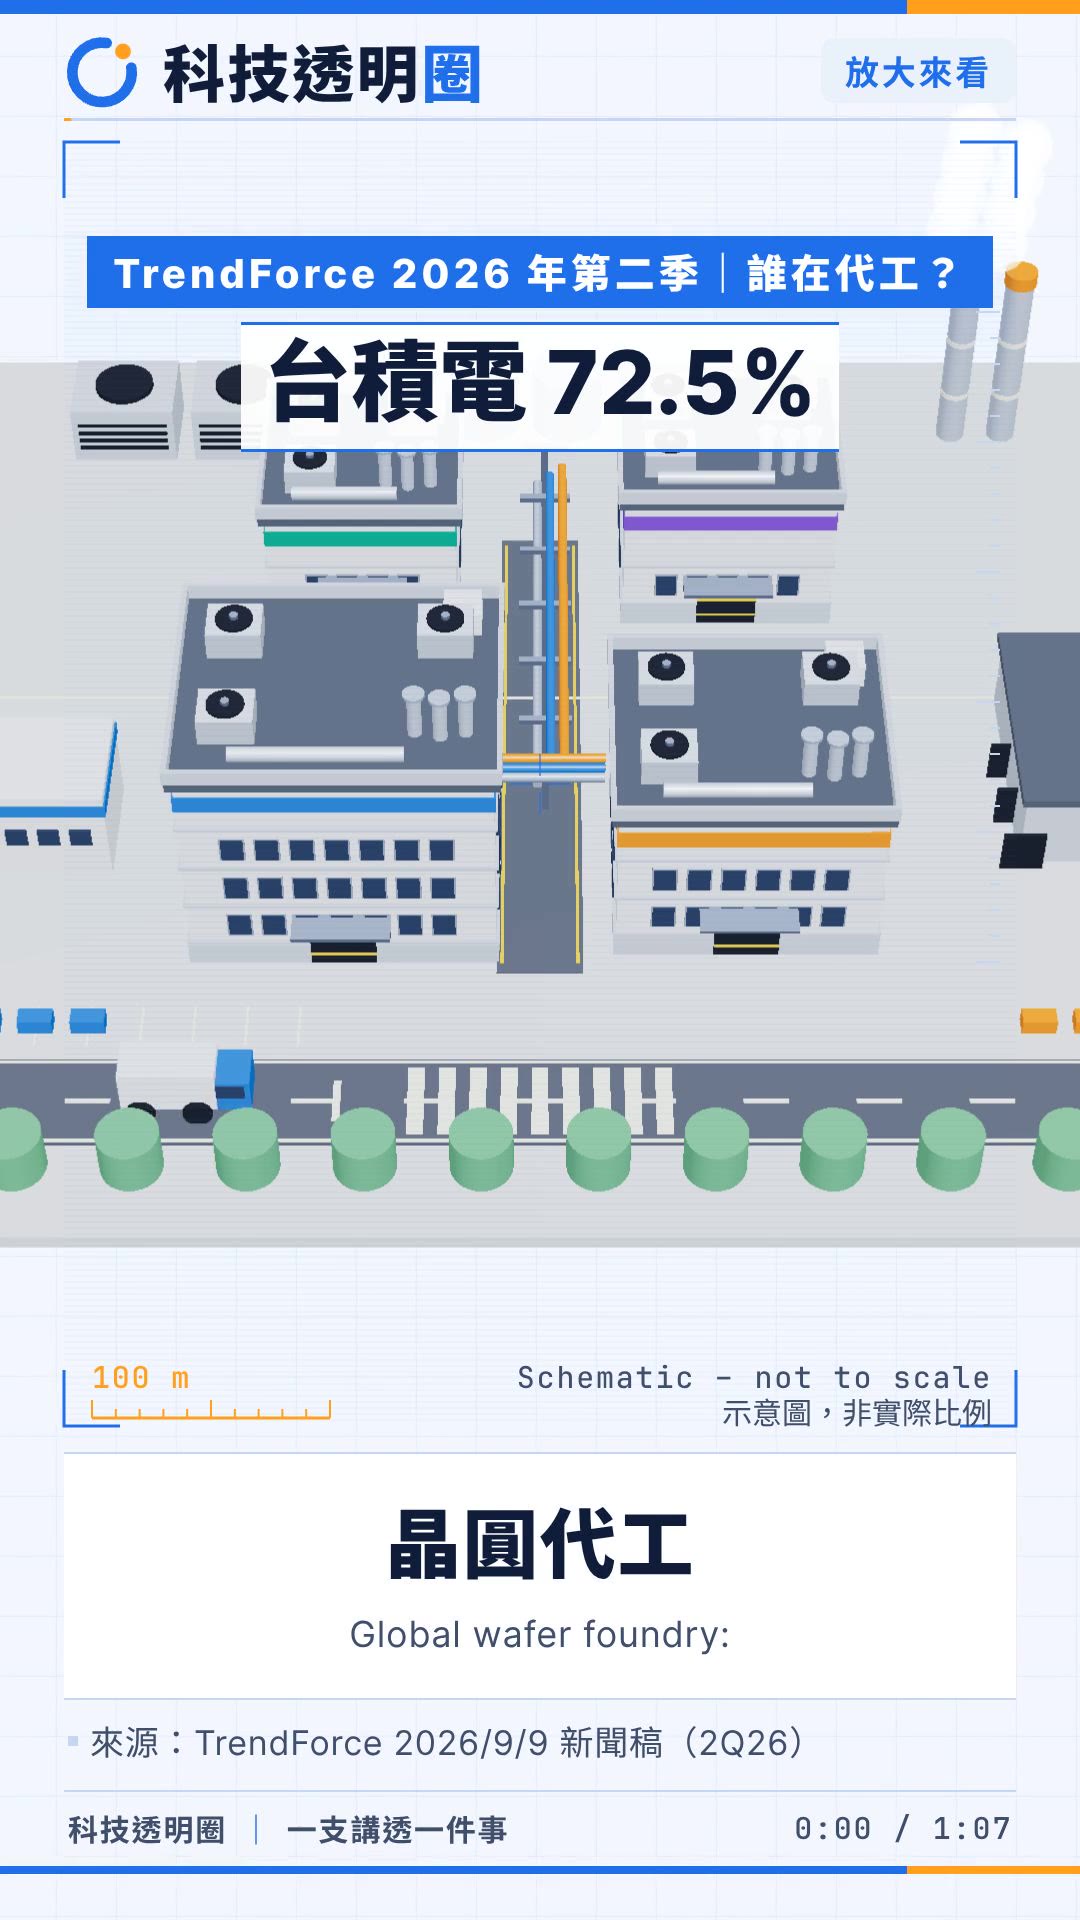 科技透明圈
放大來看
TrendForce 2026 年第二季｜誰在代工？
台積電 72.5%
100 m
Schematic – not to scale
示意圖，非實際比例
晶圓代工
Global wafer foundry:
來源：TrendForce 2026/9/9 新聞稿（2Q26）
科技透明圈｜一支講透一件事
0:00 / 1:07